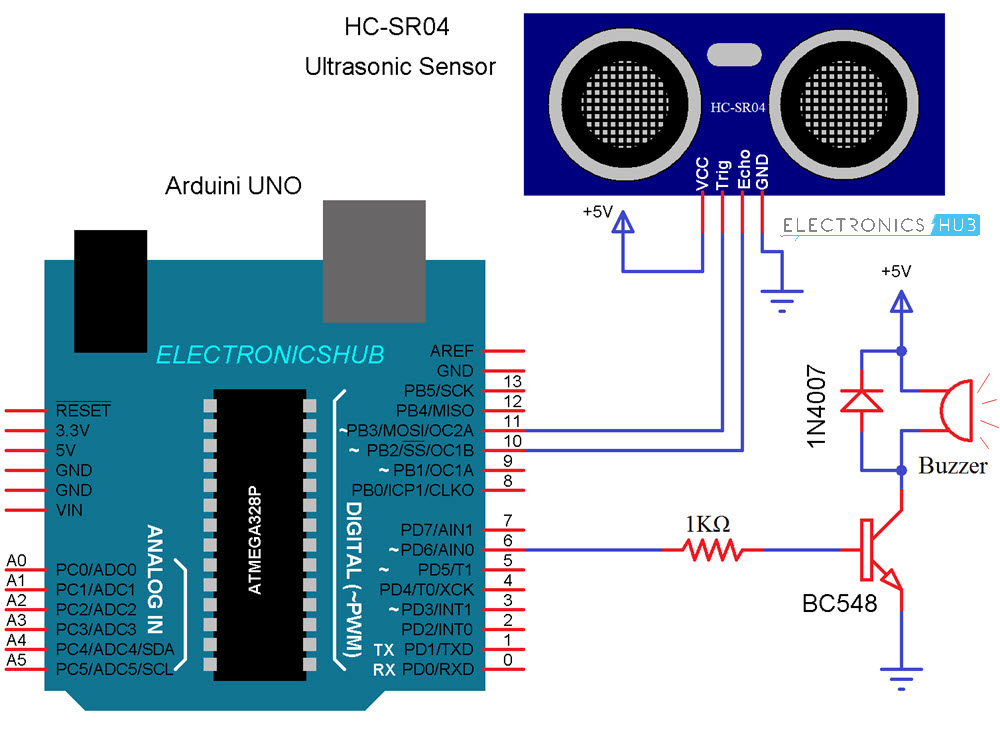 HC-SR04
Ultrasonic Sensor
HC-SR04
VCC
Trig
Echo
GND
+5V
ELECTRONICS HUB
Arduini UNO
+5V
ELECTRONICSHUB
1N4007
Buzzer
1KΩ
BC548
ATMEGA328P
ANALOG IN
DIGITAL (~PWM)
RESET
3.3V
5V
GND
GND
VIN
A0 PC0/ADC0
A1 PC1/ADC1
A2 PC2/ADC2
A3 PC3/ADC3
A4 PC4/ADC4/SDA
A5 PC5/ADC5/SCL
AREF
GND
PB5/SCK 13
PB4/MISO 12
~PB3/MOSI/OC2A 11
~ PB2/SS/OC1B 10
~ PB1/OC1A 9
PB0/ICP1/CLKO 8
PD7/AIN1 7
~ PD6/AIN0 6
~ PD5/T1 5
PD4/T0/XCK 4
~ PD3/INT1 3
PD2/INT0 2
TX PD1/TXD 1
RX PD0/RXD 0